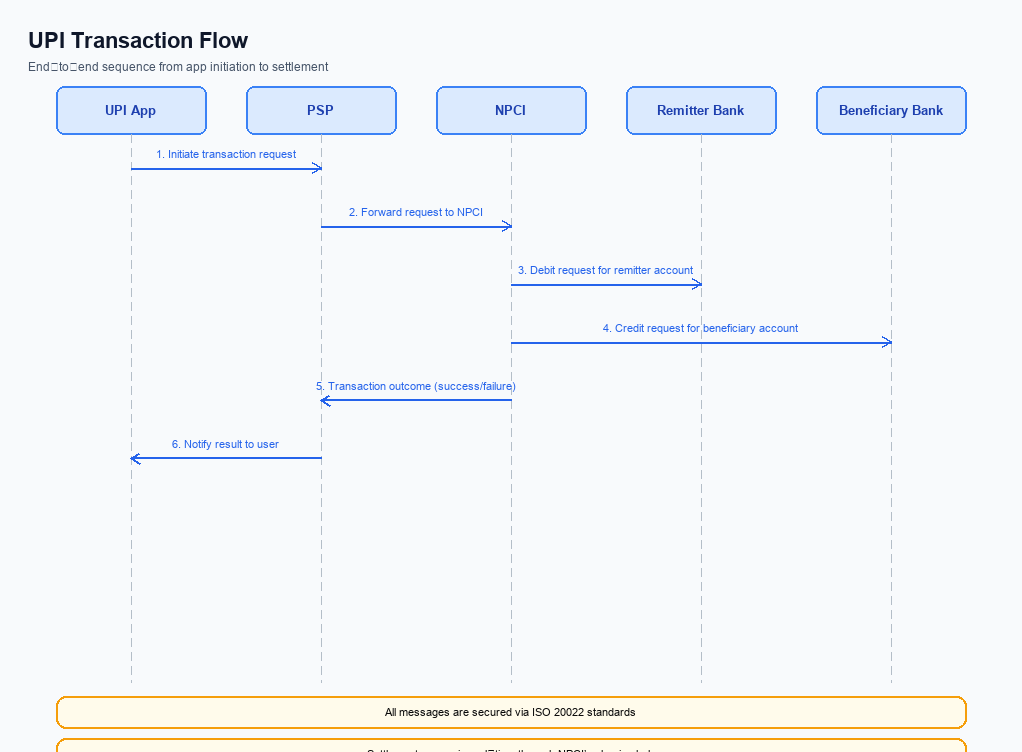 UPI Transaction Flow
End□to□end sequence from app initiation to settlement
UPI App
PSP
NPCI
Remitter Bank
Beneficiary Bank
1. Initiate transaction request
2. Forward request to NPCI
3. Debit request for remitter account
4. Credit request for beneficiary account
5. Transaction outcome (success/failure)
6. Notify result to user
All messages are secured via ISO 20022 standards